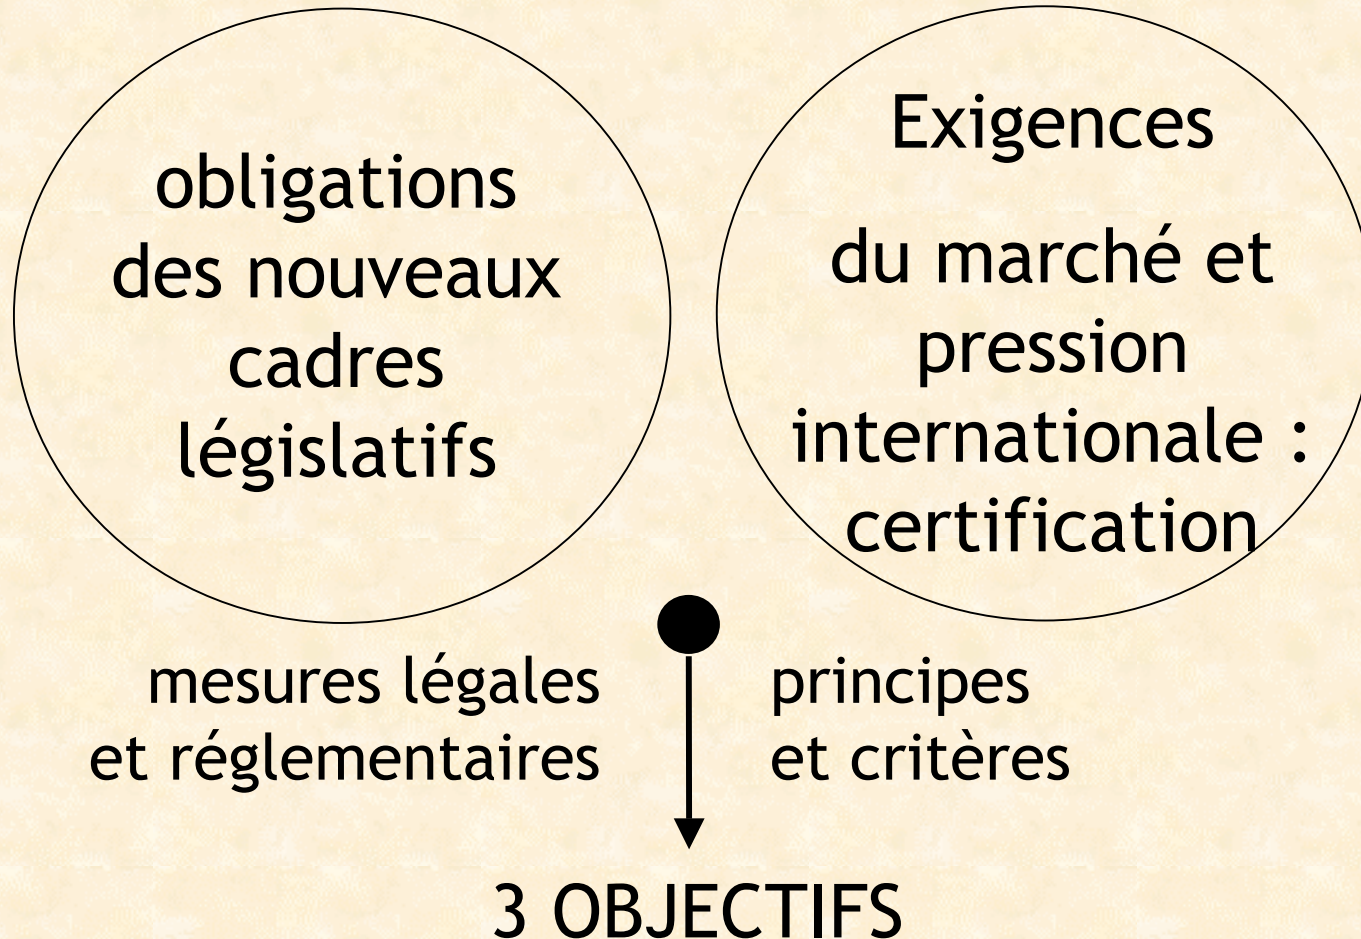 obligations
des nouveaux
cadres
législatifs
Exigences
du marché et
pression
internationale :
certification
mesures légales
et réglementaires
principes
et critères
3 OBJECTIFS